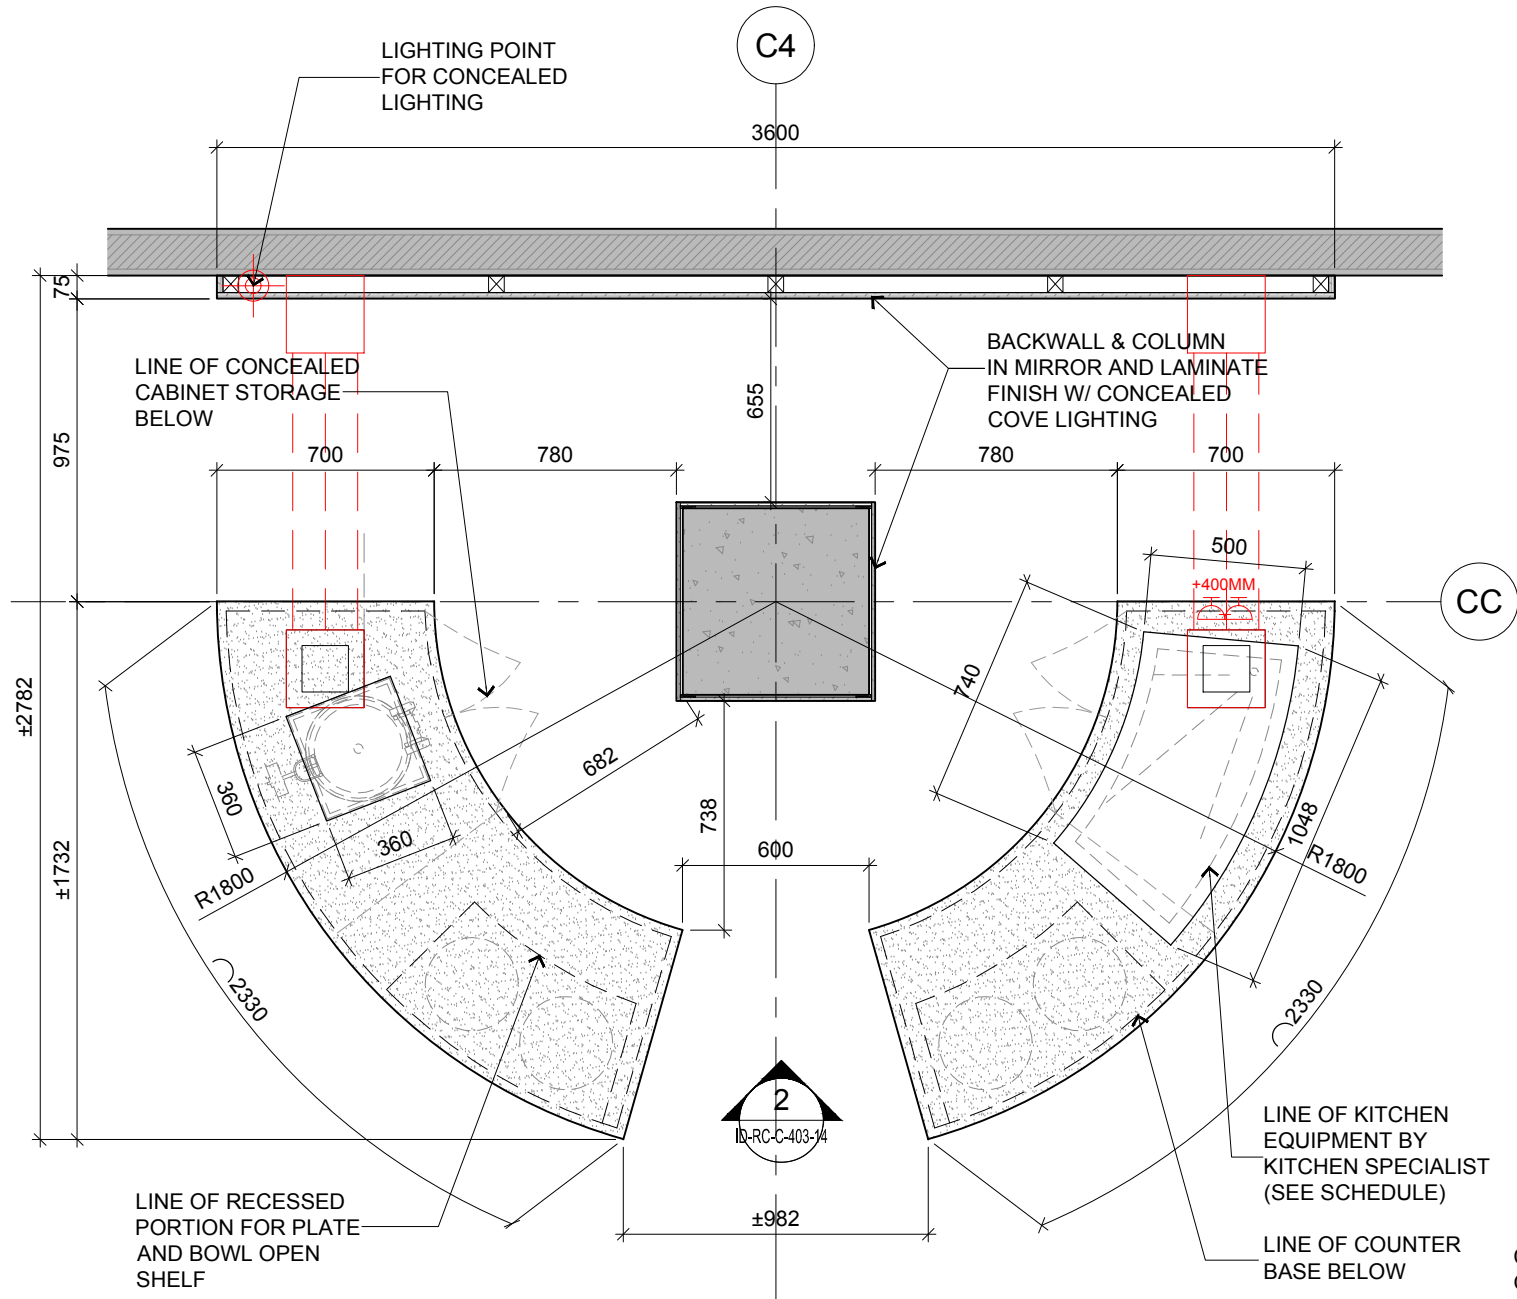 C4
LIGHTING POINT
FOR CONCEALED
LIGHTING
3600
75
LINE OF CONCEALED
CABINET STORAGE
BELOW
BACKWALL & COLUMN
IN MIRROR AND LAMINATE
FINISH W/ CONCEALED
COVE LIGHTING
655
975
700
780
780
700
500
+400MM
CC
740
±2782
682
360
360
738
1048
600
R1800
R1800
±1732
2330
2330
2
ID-RC-C-403-14
LINE OF KITCHEN
EQUIPMENT BY
KITCHEN SPECIALIST
(SEE SCHEDULE)
LINE OF RECESSED
PORTION FOR PLATE
AND BOWL OPEN
SHELF
±982
LINE OF COUNTER
BASE BELOW